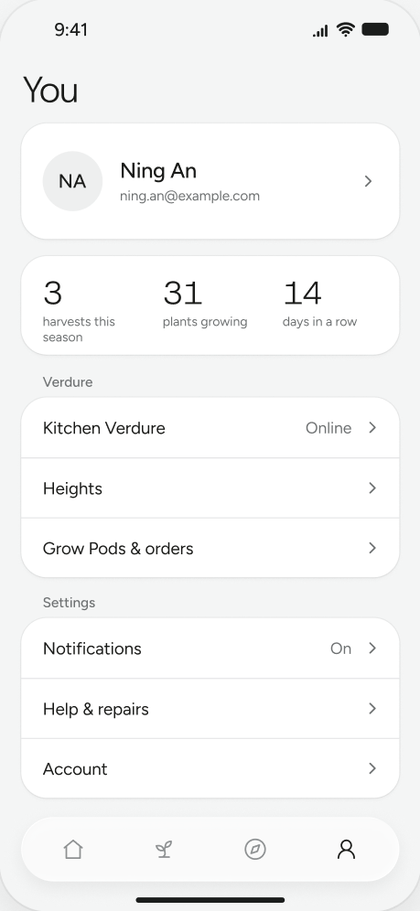 9:41
You
NA
Ning An
ning.an@example.com
3
harvests this
season
31
plants growing
14
days in a row
Verdure
Kitchen Verdure
Online
Heights
Grow Pods & orders
Settings
Notifications
On
Help & repairs
Account